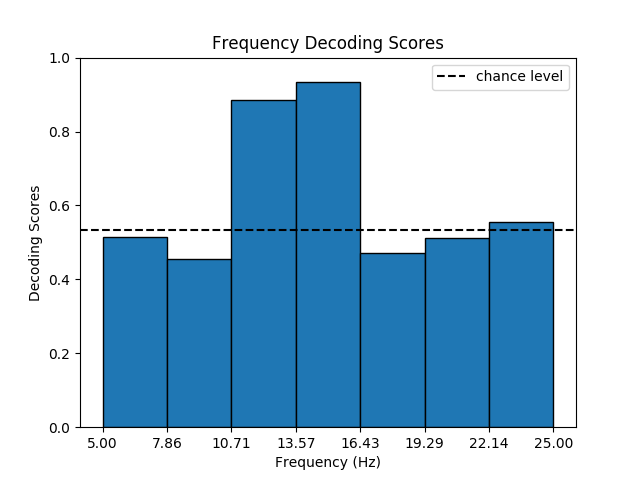 Frequency Decoding Scores
chance level
Decoding Scores
1.0
0.8
0.6
0.4
0.2
0.0
5.00 7.86 10.71 13.57 16.43 19.29 22.14 25.00
Frequency (Hz)